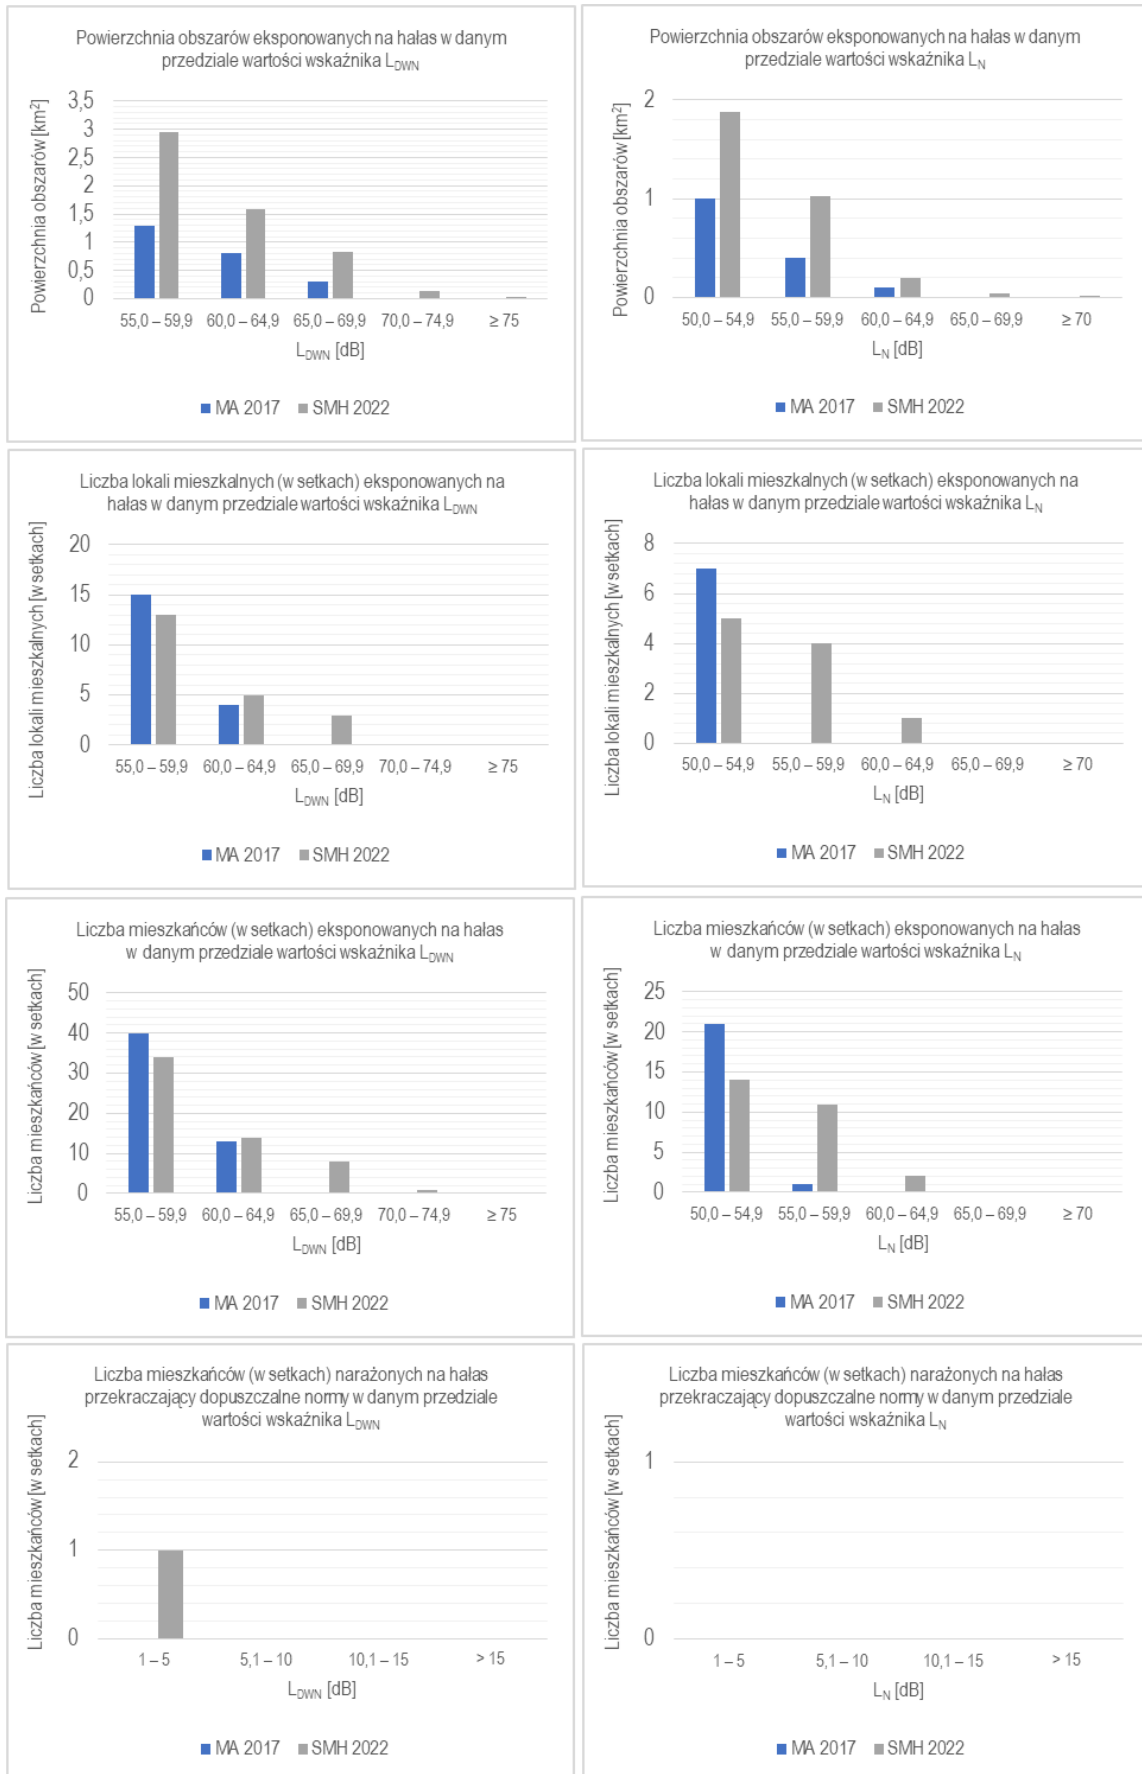 Powierzchnia obszarów eksponowanych na hałas w danym
przedziale wartości wskaźnika LDWN
Powierzchnia obszarów [km²]
3,5
3
2,5
2
1,5
1
0,5
0
55,0 – 59,9 60,0 – 64,9 65,0 – 69,9 70,0 – 74,9 ≥ 75
LDWN [dB]
MA 2017 SMH 2022
Powierzchnia obszarów eksponowanych na hałas w danym
przedziale wartości wskaźnika LN
Powierzchnia obszarów [km²]
2
1
0
50,0 – 54,9 55,0 – 59,9 60,0 – 64,9 65,0 – 69,9 ≥ 70
LN [dB]
MA 2017 SMH 2022
Liczba lokali mieszkalnych (w setkach) eksponowanych na
hałas w danym przedziale wartości wskaźnika LDWN
Liczba lokali mieszkalnych [w setkach]
20
15
10
5
0
55,0 – 59,9 60,0 – 64,9 65,0 – 69,9 70,0 – 74,9 ≥ 75
LDWN [dB]
MA 2017 SMH 2022
Liczba lokali mieszkalnych (w setkach) eksponowanych na
hałas w danym przedziale wartości wskaźnika LN
Liczba lokali mieszkalnych [w setkach]
8
6
4
2
0
50,0 – 54,9 55,0 – 59,9 60,0 – 64,9 65,0 – 69,9 ≥ 70
LN [dB]
MA 2017 SMH 2022
Liczba mieszkańców (w setkach) eksponowanych na hałas
w danym przedziale wartości wskaźnika LDWN
Liczba mieszkańców [w setkach]
50
40
30
20
10
0
55,0 – 59,9 60,0 – 64,9 65,0 – 69,9 70,0 – 74,9 ≥ 75
LDWN [dB]
MA 2017 SMH 2022
Liczba mieszkańców (w setkach) eksponowanych na hałas
w danym przedziale wartości wskaźnika LN
Liczba mieszkańców [w setkach]
25
20
15
10
5
0
50,0 – 54,9 55,0 – 59,9 60,0 – 64,9 65,0 – 69,9 ≥ 70
LN [dB]
MA 2017 SMH 2022
Liczba mieszkańców (w setkach) narażonych na hałas
przekraczający dopuszczalne normy w danym przedziale
wartości wskaźnika LDWN
Liczba mieszkańców [w setkach]
2
1
0
1 – 5 5,1 – 10 10,1 – 15 > 15
LDWN [dB]
MA 2017 SMH 2022
Liczba mieszkańców (w setkach) narażonych na hałas
przekraczający dopuszczalne normy w danym przedziale
wartości wskaźnika LN
Liczba mieszkańców [w setkach]
1
0
1 – 5 5,1 – 10 10,1 – 15 > 15
LN [dB]
MA 2017 SMH 2022